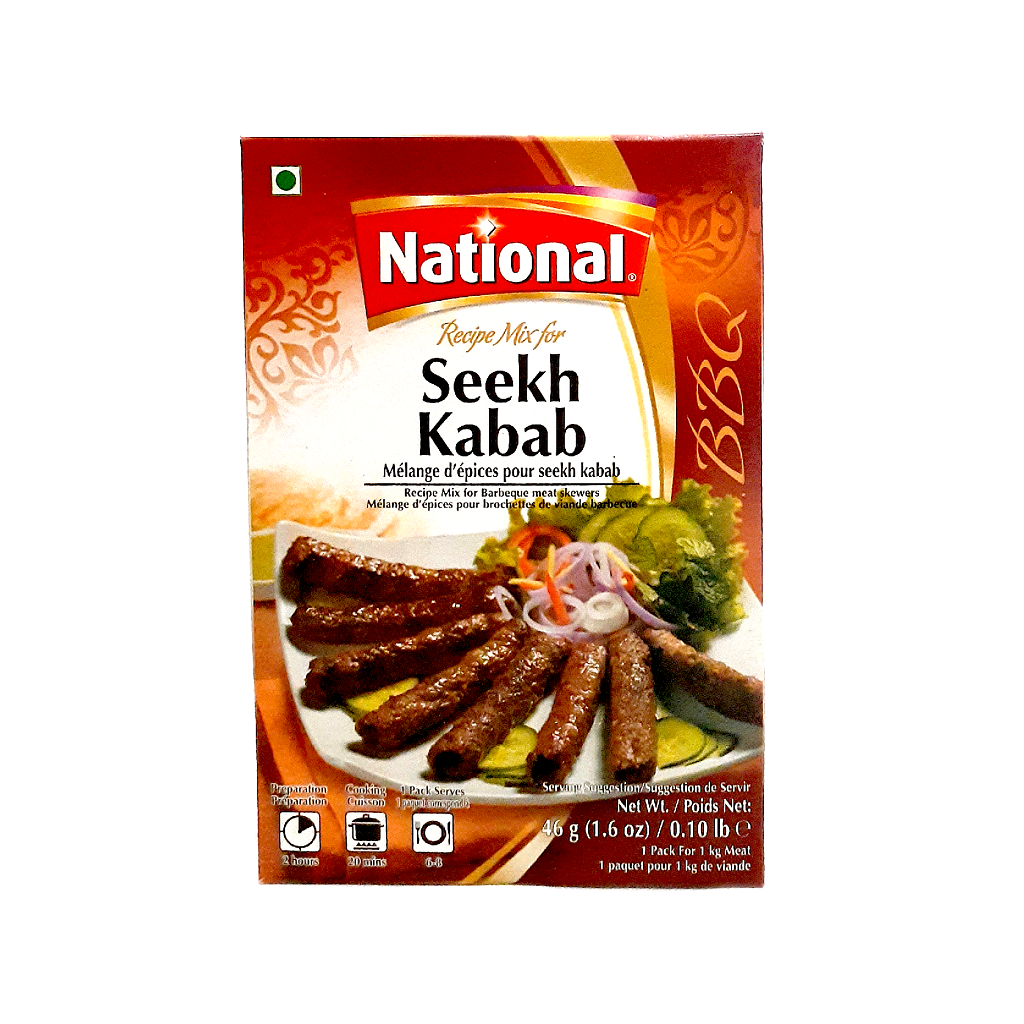 National®
Recipe Mix for
Seekh
Kabab
Mélange d'épices pour seekh kabab
Recipe Mix for Barbeque meat skewers
Mélange d'épices pour brochettes de viande barbecue
BBQ
Preparation
Préparation
2 hours
Cooking
Cuisson
20 mins
1 Pack Serves
1 paquet correspond à
6-8
Serving Suggestion/Suggestion de Servir
Net Wt. / Poids Net:
46 g (1.6 oz) / 0.10 lb ℮
1 Pack For 1 kg Meat
1 paquet pour 1 kg de viande